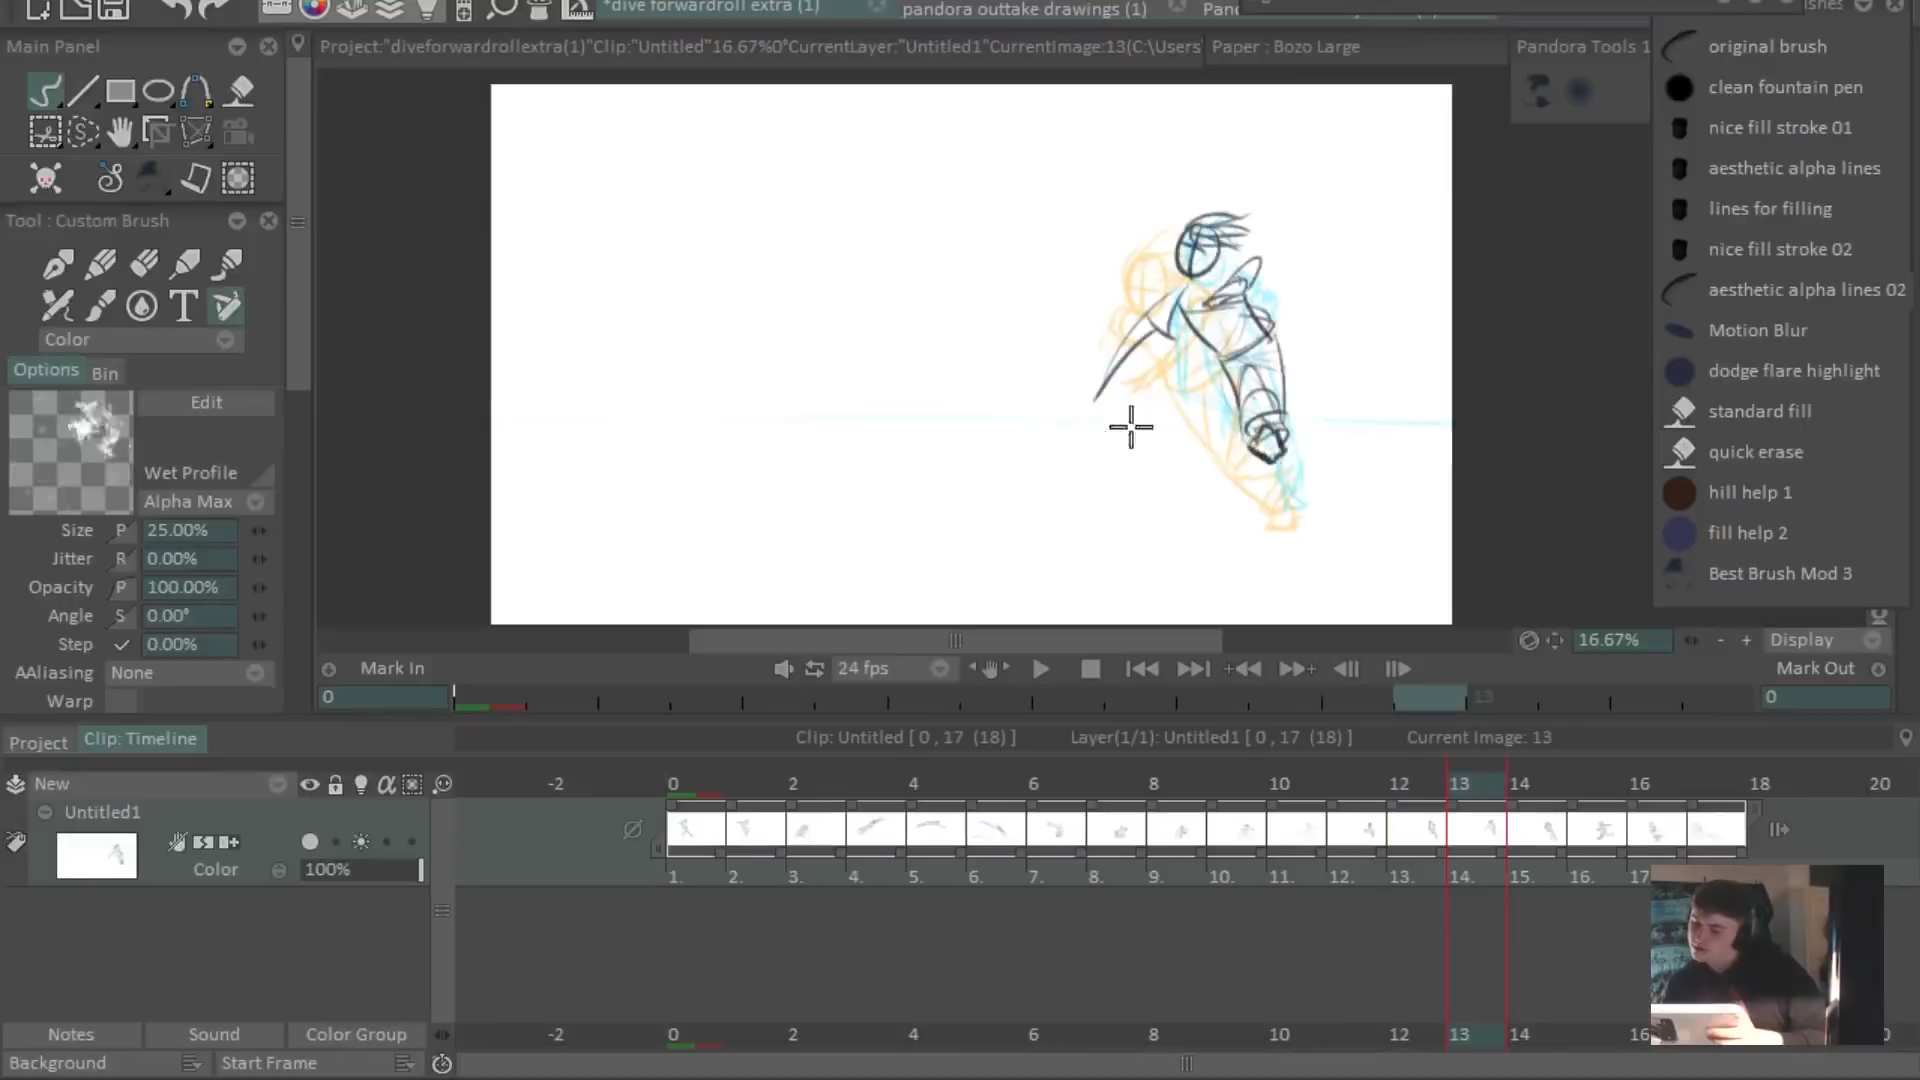 *dive forwardroll extra (1)
pandora outtake drawings (1)
Main Panel
Project:"diveforwardrollextra(1)"Clip:"Untitled"16.67%0°CurrentLayer:"Untitled1"CurrentImage:13(C:\Users
Paper : Bozo Large
Pandora Tools 1
original brush
clean fountain pen
nice fill stroke 01
aesthetic alpha lines
lines for filling
nice fill stroke 02
aesthetic alpha lines 02
Motion Blur
dodge flare highlight
standard fill
quick erase
hill help 1
fill help 2
Best Brush Mod 3
Tool : Custom Brush
Color
Options
Bin
Edit
Wet Profile
Alpha Max
Size P 25.00%
Jitter R 0.00%
Opacity P 100.00%
Angle S 0.00°
Step 0.00%
AAliasing None
Warp
16.67%
- +
Display
Mark In
24 fps
Mark Out
0
13
0
Project
Clip: Timeline
Clip: Untitled [ 0 , 17 (18) ]
Layer(1/1): Untitled1 [ 0 , 17 (18) ]
Current Image: 13
New
-2 0 2 4 6 8 10 12 13 14 16 18 20
Untitled1
Color
100%
1. 2. 3. 4. 5. 6. 7. 8. 9. 10. 11. 12. 13. 14. 15. 16. 17
Notes
Sound
Color Group
-2 0 2 4 6 8 10 12 13 14 16
Background
Start Frame